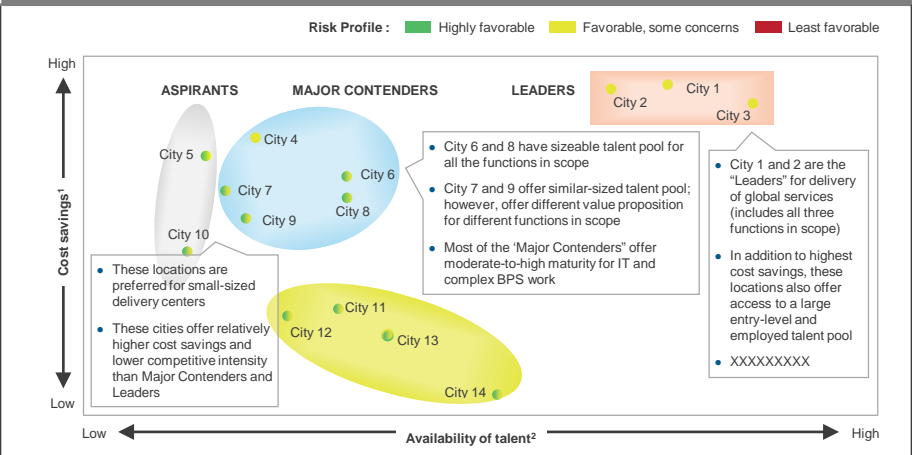 Risk Profile : Highly favorable Favorable, some concerns Least favorable
High
ASPIRANTS MAJOR CONTENDERS LEADERS
City 1
City 2
City 3
City 4
City 5
City 6
City 7
City 8
City 9
City 10
City 11
City 12
City 13
City 14
• These locations are
preferred for small-sized
delivery centers
• These cities offer relatively
higher cost savings and
lower competitive intensity
than Major Contenders and
Leaders
• City 6 and 8 have sizeable talent pool for
all the functions in scope
• City 7 and 9 offer similar-sized talent pool;
however, offer different value proposition
for different functions in scope
• Most of the ‘Major Contenders” offer
moderate-to-high maturity for IT and
complex BPS work
• City 1 and 2 are the
“Leaders” for delivery
of global services
(includes all three
functions in scope)
• In addition to highest
cost savings, these
locations also offer
access to a large
entry-level and
employed talent pool
• XXXXXXXXX
Cost savings¹
Low
Low Availability of talent² High